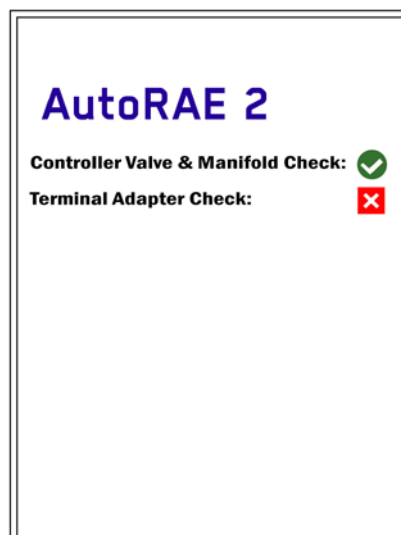 AutoRAE 2
Controller Valve & Manifold Check:
Terminal Adapter Check: